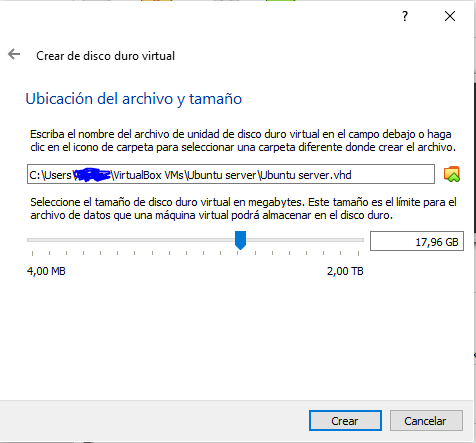 ?
Crear de disco duro virtual
Ubicación del archivo y tamaño
Escriba el nombre del archivo de unidad de disco duro virtual en el campo debajo o haga
clic en el icono de carpeta para seleccionar una carpeta diferente donde crear el archivo.
C:\Users\ \VirtualBox VMs\Ubuntu server\Ubuntu server.vhd
Seleccione el tamaño de disco duro virtual en megabytes. Este tamaño es el límite para el
archivo de datos que una máquina virtual podrá almacenar en el disco duro.
17,96 GB
4,00 MB 2,00 TB
Crear Cancelar